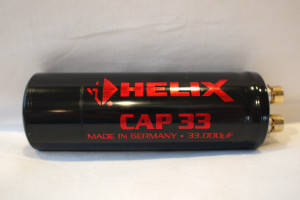 HELIX
CAP 33
MADE IN GERMANY • 33.000µF